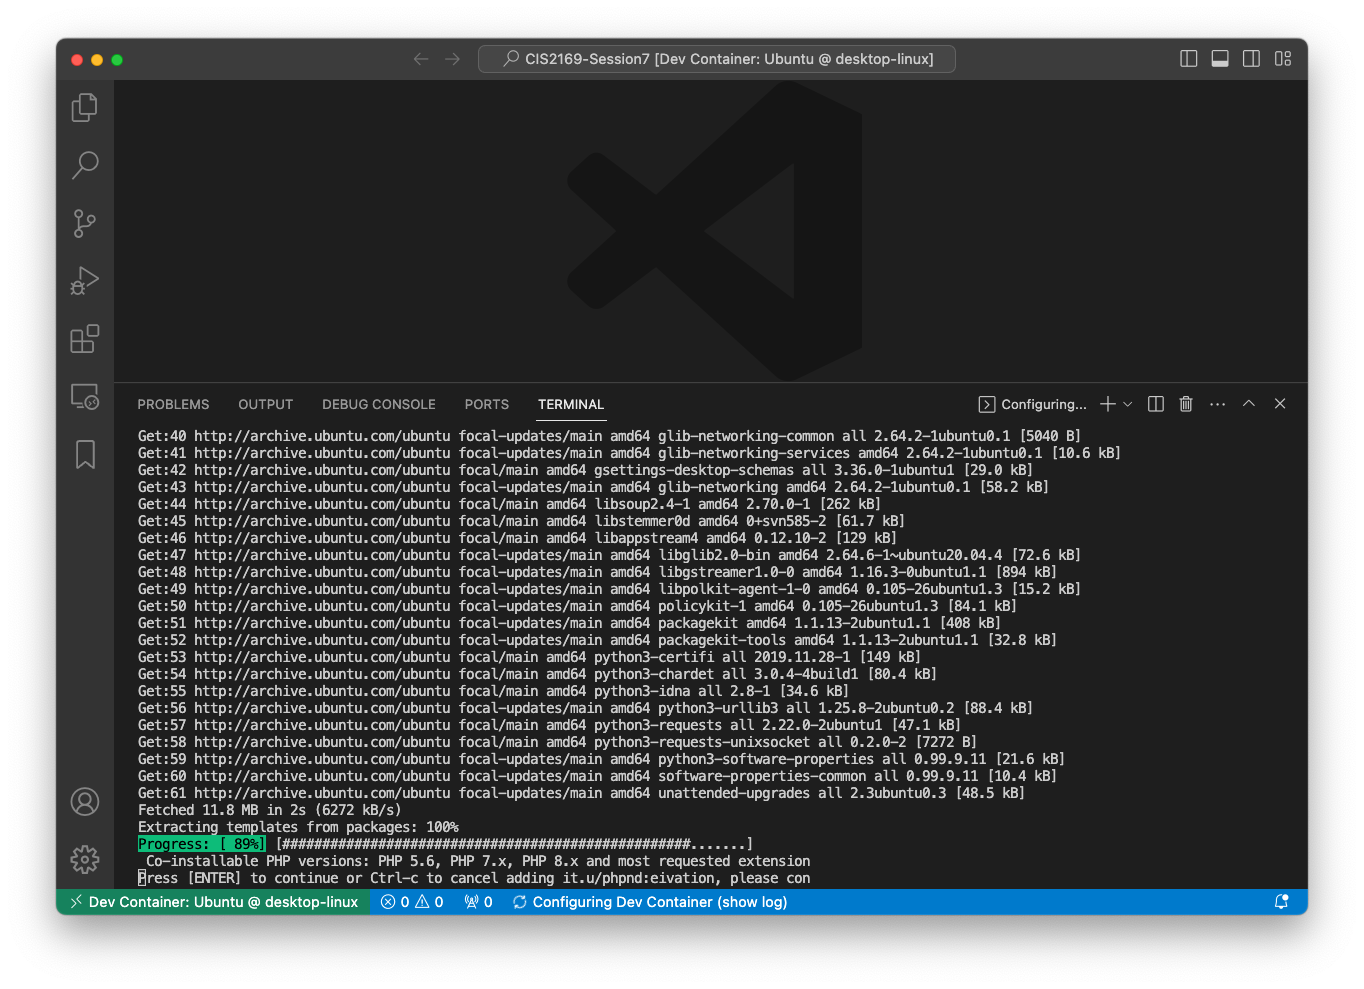 CIS2169-Session7 [Dev Container: Ubuntu @ desktop-linux]
PROBLEMS OUTPUT DEBUG CONSOLE PORTS TERMINAL Configuring...
Get:40 http://archive.ubuntu.com/ubuntu focal-updates/main amd64 glib-networking-common all 2.64.2-1ubuntu0.1 [5040 B]
Get:41 http://archive.ubuntu.com/ubuntu focal-updates/main amd64 glib-networking-services amd64 2.64.2-1ubuntu0.1 [10.6 kB]
Get:42 http://archive.ubuntu.com/ubuntu focal/main amd64 gsettings-desktop-schemas all 3.36.0-1ubuntu1 [29.0 kB]
Get:43 http://archive.ubuntu.com/ubuntu focal-updates/main amd64 glib-networking amd64 2.64.2-1ubuntu0.1 [58.2 kB]
Get:44 http://archive.ubuntu.com/ubuntu focal/main amd64 libsoup2.4-1 amd64 2.70.0-1 [262 kB]
Get:45 http://archive.ubuntu.com/ubuntu focal/main amd64 libstemmer0d amd64 0+svn585-2 [61.7 kB]
Get:46 http://archive.ubuntu.com/ubuntu focal/main amd64 libappstream4 amd64 0.12.10-2 [129 kB]
Get:47 http://archive.ubuntu.com/ubuntu focal-updates/main amd64 libglib2.0-bin amd64 2.64.6-1~ubuntu20.04.4 [72.6 kB]
Get:48 http://archive.ubuntu.com/ubuntu focal-updates/main amd64 libgstreamer1.0-0 amd64 1.16.3-0ubuntu1.1 [894 kB]
Get:49 http://archive.ubuntu.com/ubuntu focal-updates/main amd64 libpolkit-agent-1-0 amd64 0.105-26ubuntu1.3 [15.2 kB]
Get:50 http://archive.ubuntu.com/ubuntu focal-updates/main amd64 policykit-1 amd64 0.105-26ubuntu1.3 [84.1 kB]
Get:51 http://archive.ubuntu.com/ubuntu focal-updates/main amd64 packagekit amd64 1.1.13-2ubuntu1.1 [408 kB]
Get:52 http://archive.ubuntu.com/ubuntu focal-updates/main amd64 packagekit-tools amd64 1.1.13-2ubuntu1.1 [32.8 kB]
Get:53 http://archive.ubuntu.com/ubuntu focal/main amd64 python3-certifi all 2019.11.28-1 [149 kB]
Get:54 http://archive.ubuntu.com/ubuntu focal/main amd64 python3-chardet all 3.0.4-4build1 [80.4 kB]
Get:55 http://archive.ubuntu.com/ubuntu focal/main amd64 python3-idna all 2.8-1 [34.6 kB]
Get:56 http://archive.ubuntu.com/ubuntu focal-updates/main amd64 python3-urllib3 all 1.25.8-2ubuntu0.2 [88.4 kB]
Get:57 http://archive.ubuntu.com/ubuntu focal/main amd64 python3-requests all 2.22.0-2ubuntu1 [47.1 kB]
Get:58 http://archive.ubuntu.com/ubuntu focal/main amd64 python3-requests-unixsocket all 0.2.0-2 [7272 B]
Get:59 http://archive.ubuntu.com/ubuntu focal-updates/main amd64 python3-software-properties all 0.99.9.11 [21.6 kB]
Get:60 http://archive.ubuntu.com/ubuntu focal-updates/main amd64 software-properties-common all 0.99.9.11 [10.4 kB]
Get:61 http://archive.ubuntu.com/ubuntu focal-updates/main amd64 unattended-upgrades all 2.3ubuntu0.3 [48.5 kB]
Fetched 11.8 MB in 2s (6272 kB/s)
Extracting templates from packages: 100%
Progress: [ 89%] [###################################################.......]
Co-installable PHP versions: PHP 5.6, PHP 7.x, PHP 8.x and most requested extension
Press [ENTER] to continue or Ctrl-c to cancel adding it.u/phpnd:eivation, please con
Dev Container: Ubuntu @ desktop-linux 0 0 0 Configuring Dev Container (show log)